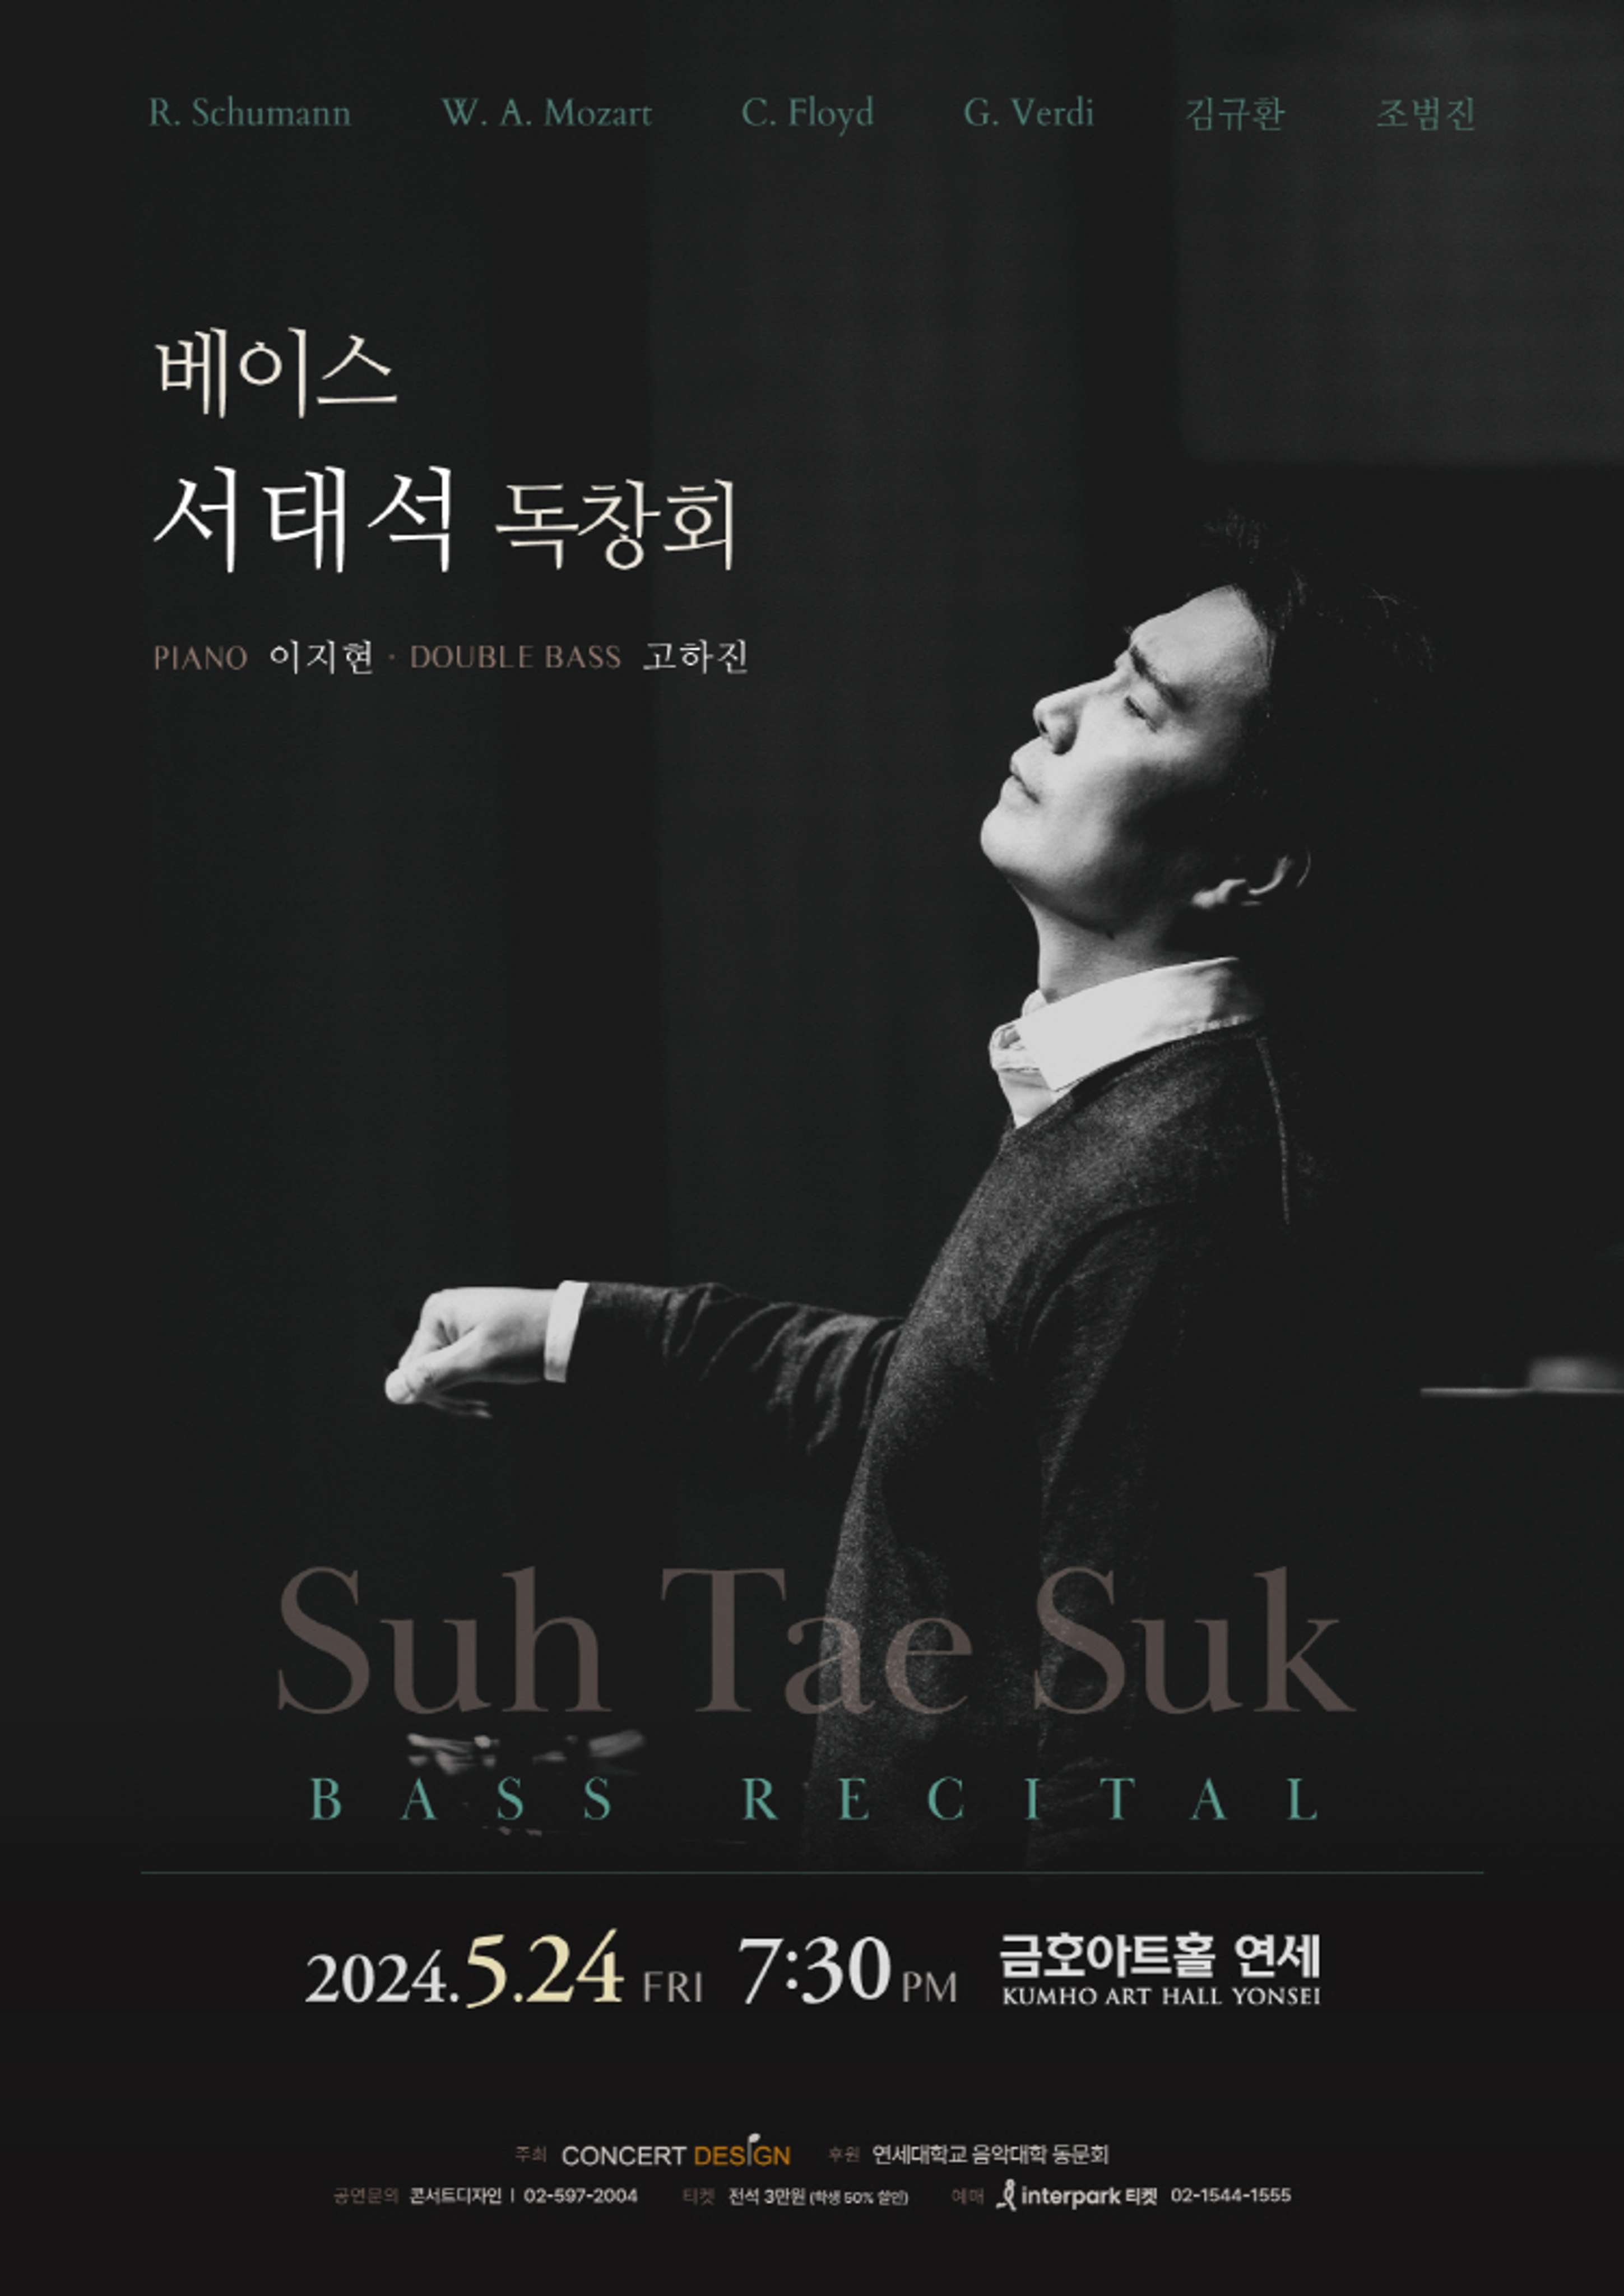 R. Schumann W. A. Mozart C. Floyd G. Verdi 김규환 조범진
베이스
서태석 독창회
PIANO 이지현 · DOUBLE BASS 고하진
Suh Tae Suk
BASS RECITAL
2024.5.24 FRI 7:30 PM 금호아트홀 연세
KUMHO ART HALL YONSEI
주최 CONCERT DESIGN 후원 연세대학교 음악대학 동문회
공연문의 콘서트디자인 | 02-597-2004 티켓 전석 3만원 (학생 50% 할인) 예매 interpark 티켓 02-1544-1555